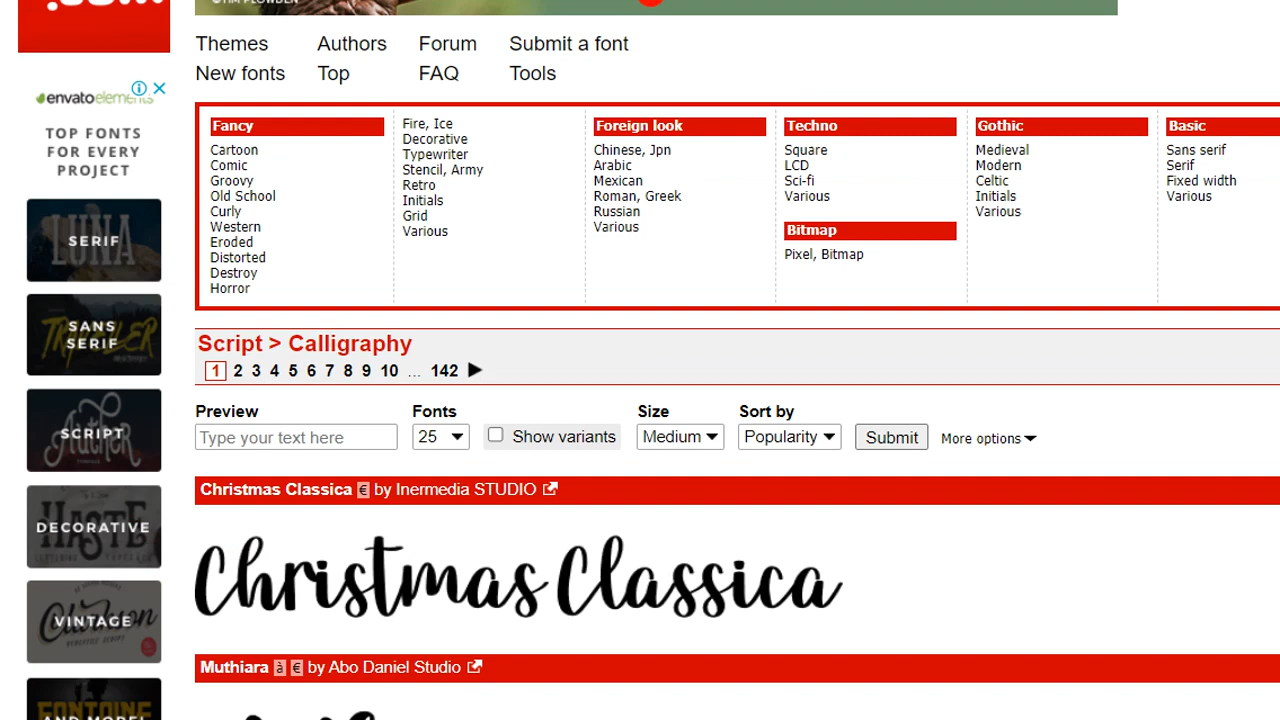 .com
©TIM PLOWDEN
Themes Authors Forum Submit a font
New fonts Top FAQ Tools
envatoelements
TOP FONTS
FOR EVERY
PROJECT
SERIF
SANS
SERIF
SCRIPT
DECORATIVE
VINTAGE
AND MORE!
Fancy
Cartoon
Comic
Groovy
Old School
Curly
Western
Eroded
Distorted
Destroy
Horror
Fire, Ice
Decorative
Typewriter
Stencil, Army
Retro
Initials
Grid
Various
Foreign look
Chinese, Jpn
Arabic
Mexican
Roman, Greek
Russian
Various
Techno
Square
LCD
Sci-fi
Various
Bitmap
Pixel, Bitmap
Gothic
Medieval
Modern
Celtic
Initials
Various
Basic
Sans serif
Serif
Fixed width
Various
Script > Calligraphy
1 2 3 4 5 6 7 8 9 10 ... 142
Preview Fonts Size Sort by
Type your text here 25 Show variants Medium Popularity Submit More options
Christmas Classica € by Inermedia STUDIO
Christmas Classica
Muthiara à € by Abo Daniel Studio